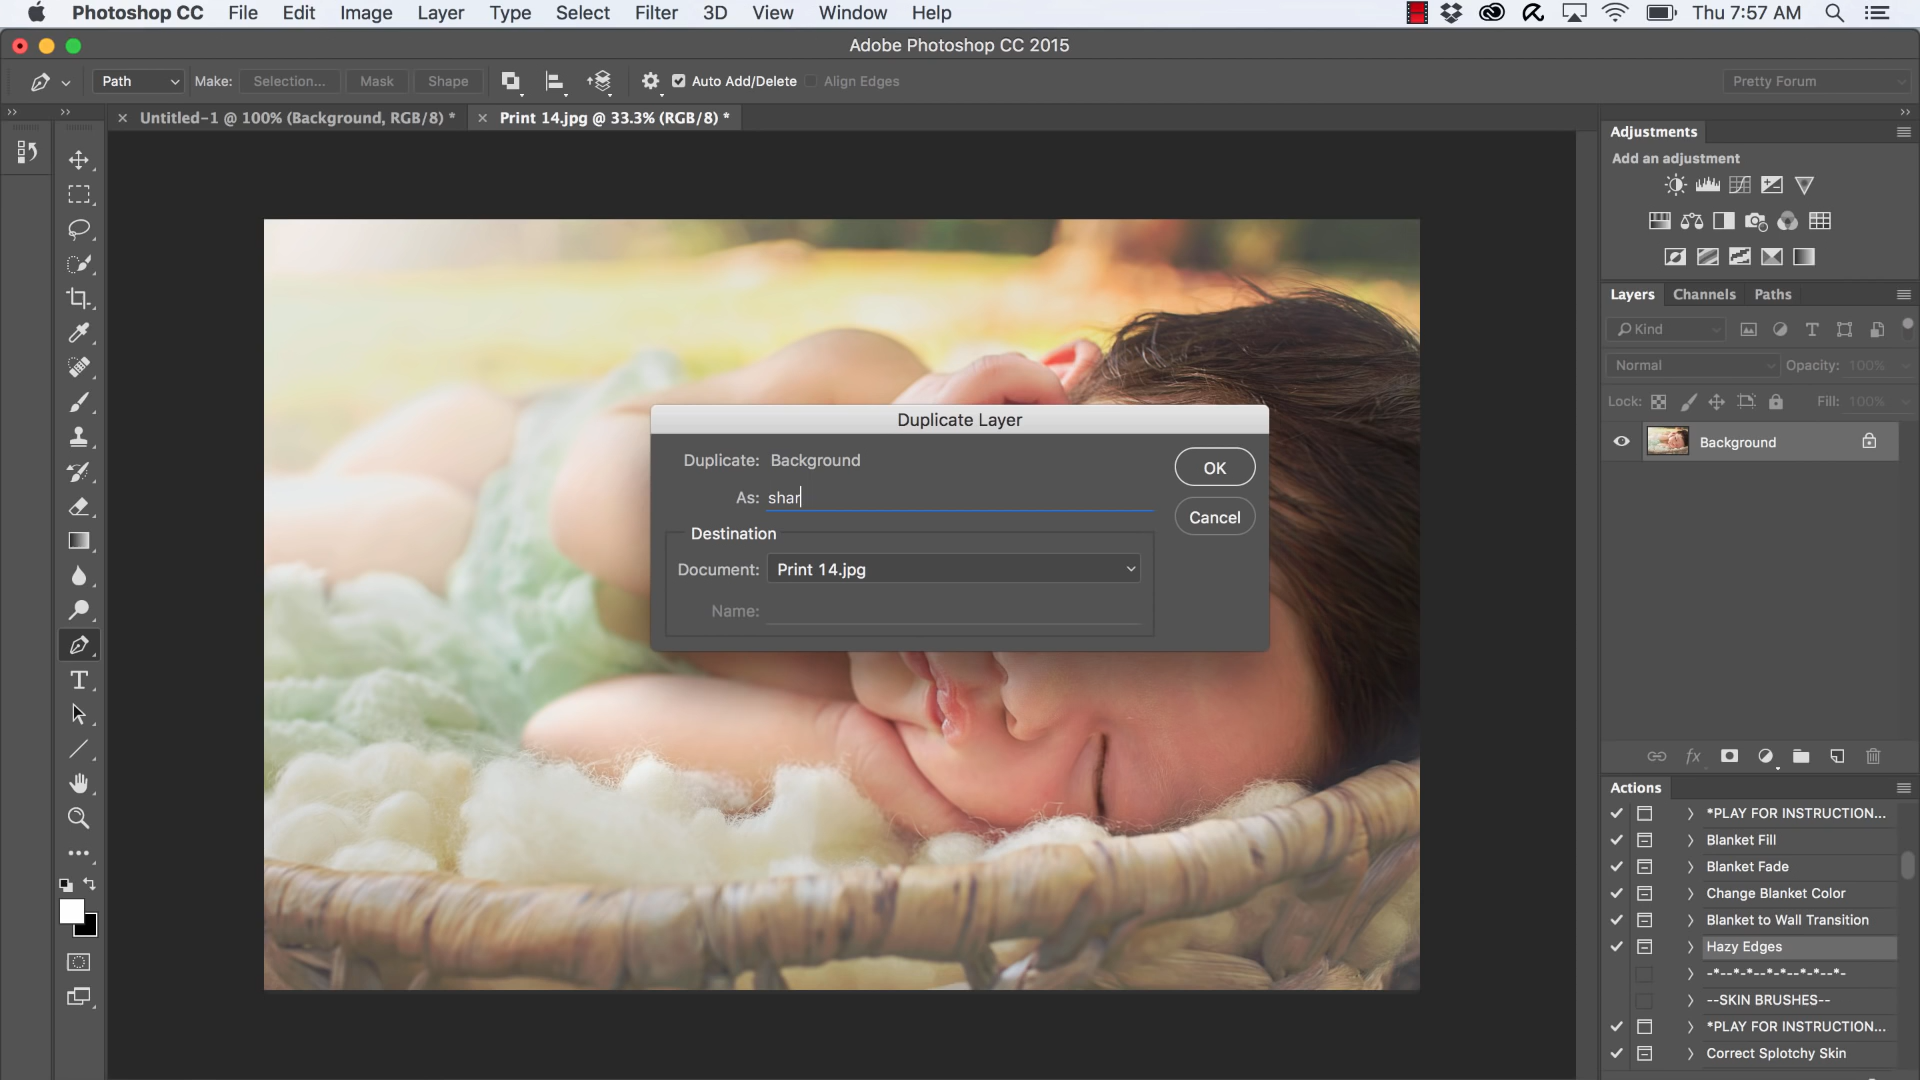 Photoshop CC File Edit Image Layer Type Select Filter 3D View Window Help Thu 7:57 AM
Adobe Photoshop CC 2015
Path Make: Selection... Mask Shape Auto Add/Delete Align Edges Pretty Forum
Untitled-1 @ 100% (Background, RGB/8) * Print 14.jpg @ 33.3% (RGB/8) *
Adjustments
Add an adjustment
Layers Channels Paths
Kind
Normal Opacity: 100%
Lock: Fill: 100%
Background
Duplicate Layer
Duplicate: Background
As: shar
OK
Cancel
Destination
Document: Print 14.jpg
Name:
Actions
*PLAY FOR INSTRUCTION...
Blanket Fill
Blanket Fade
Change Blanket Color
Blanket to Wall Transition
Hazy Edges
-*--*-*--*-*--*-*--*-
--SKIN BRUSHES--
*PLAY FOR INSTRUCTION...
Correct Splotchy Skin